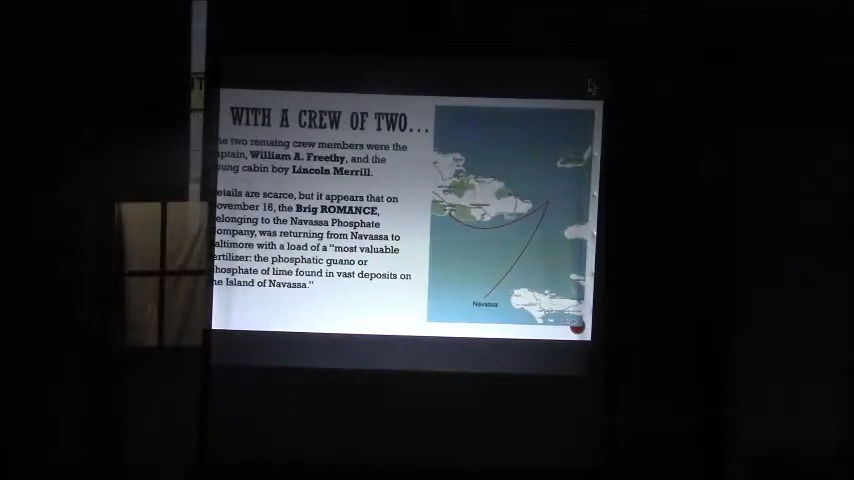 WITH A CREW OF TWO...
he two remaing crew members were the
aptain, William A. Freethy, and the
oung cabin boy Lincoln Merrill.
etails are scarce, but it appears that on
ovember 16, the Brig ROMANCE,
elonging to the Navassa Phosphate
ompany, was returning from Navassa to
altimore with a load of a "most valuable
ertilizer: the phosphatic guano or
hosphate of lime found in vast deposits on
he Island of Navassa."
Navassa